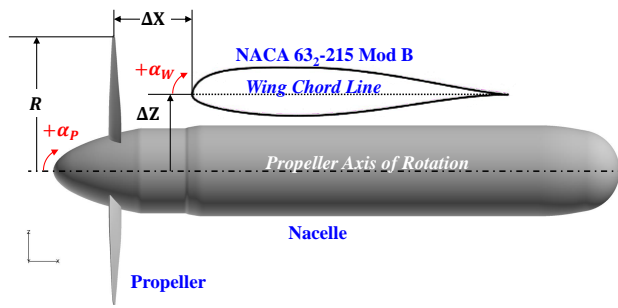 ΔX
NACA 63₂-215 Mod B
+α_W
Wing Chord Line
R
ΔZ
+α_P
Propeller Axis of Rotation
Nacelle
z
x
Propeller